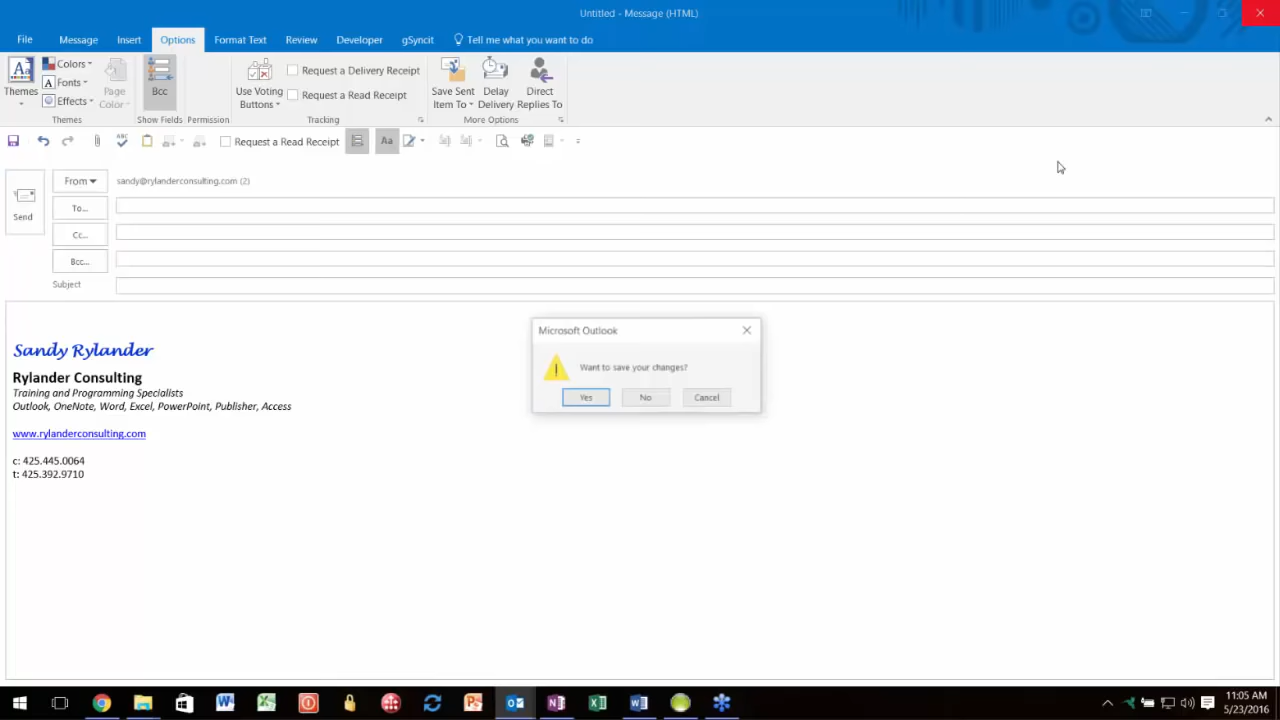 Untitled - Message (HTML)
File Message Insert Options Format Text Review Developer gSyncit Tell me what you want to do
Themes Colors Fonts Effects Page Color Bcc Use Voting Buttons Request a Delivery Receipt Request a Read Receipt Save Sent Item To Delay Delivery Direct Replies To
Themes Show Fields Permission Tracking More Options
ABC Request a Read Receipt Aa
From sandy@rylanderconsulting.com (2)
Send
To...
Cc...
Bcc...
Subject
Microsoft Outlook
Want to save your changes?
Yes No Cancel
Sandy Rylander
Rylander Consulting
Training and Programming Specialists
Outlook, OneNote, Word, Excel, PowerPoint, Publisher, Access
www.rylanderconsulting.com
c: 425.445.0064
t: 425.392.9710
11:05 AM
5/23/2016